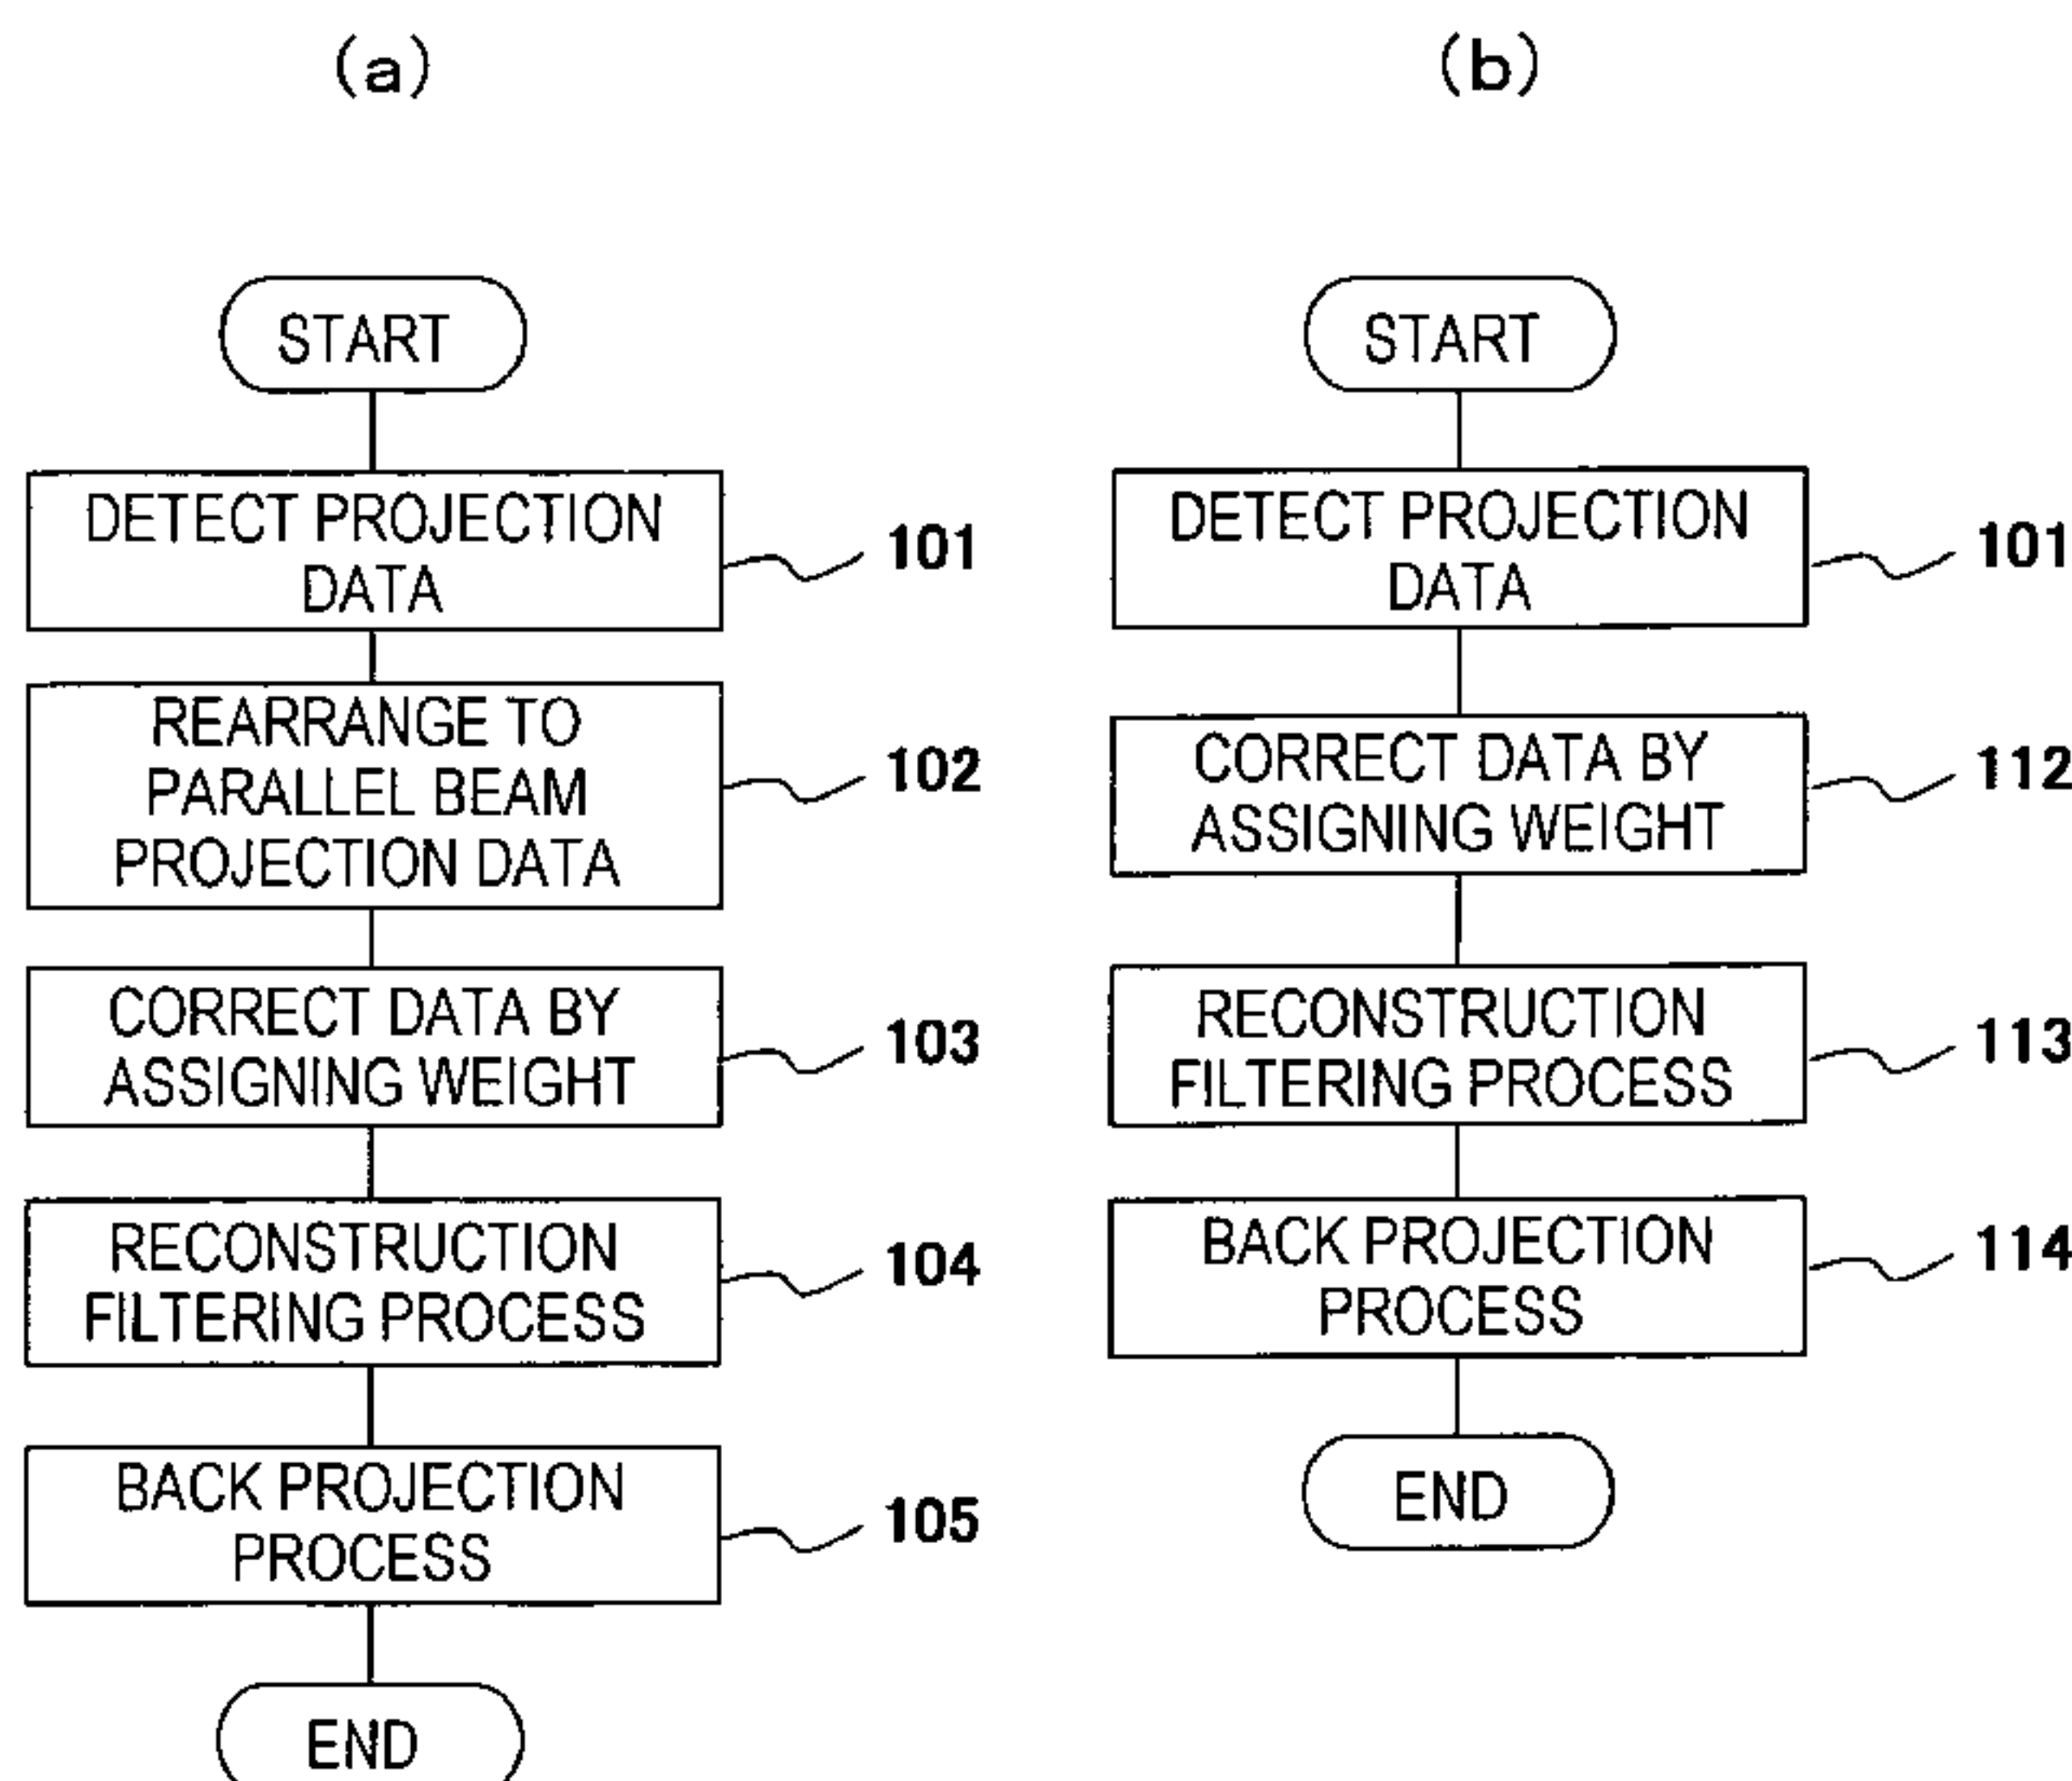 (a)
START
DETECT PROJECTION
DATA
101
REARRANGE TO
PARALLEL BEAM
PROJECTION DATA
102
CORRECT DATA BY
ASSIGNING WEIGHT
103
RECONSTRUCTION
FILTERING PROCESS
104
BACK PROJECTION
PROCESS
105
END
(b)
START
DETECT PROJECTION
DATA
101
CORRECT DATA BY
ASSIGNING WEIGHT
112
RECONSTRUCTION
FILTERING PROCESS
113
BACK PROJECTION
PROCESS
114
END